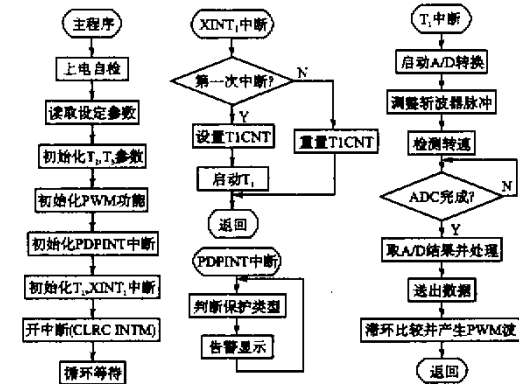 主程序
上电自检
读取设定参数
初始化T₁,T₃参数
初始化PWM功能
初始化PDPINT中断
初始化T₁,XINT₁中断
开中断(CLRC INTM)
循环等待
XINT₁中断
第一次中断?
N
Y
设置T1CNT
重量T1CNT
启动T₁
返回
PDPINT中断
判断保护类型
告警显示
T₁中断
启动A/D转换
调整斩波器脉冲
检测转速
ADC完成?
N
Y
取A/D结果并处理
送出数据
滞环比较并产生PWM波
返回